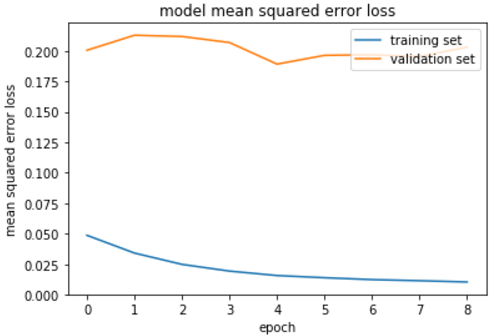 model mean squared error loss
training set
validation set
mean squared error loss
0.200
0.175
0.150
0.125
0.100
0.075
0.050
0.025
0.000
0 1 2 3 4 5 6 7 8
epoch